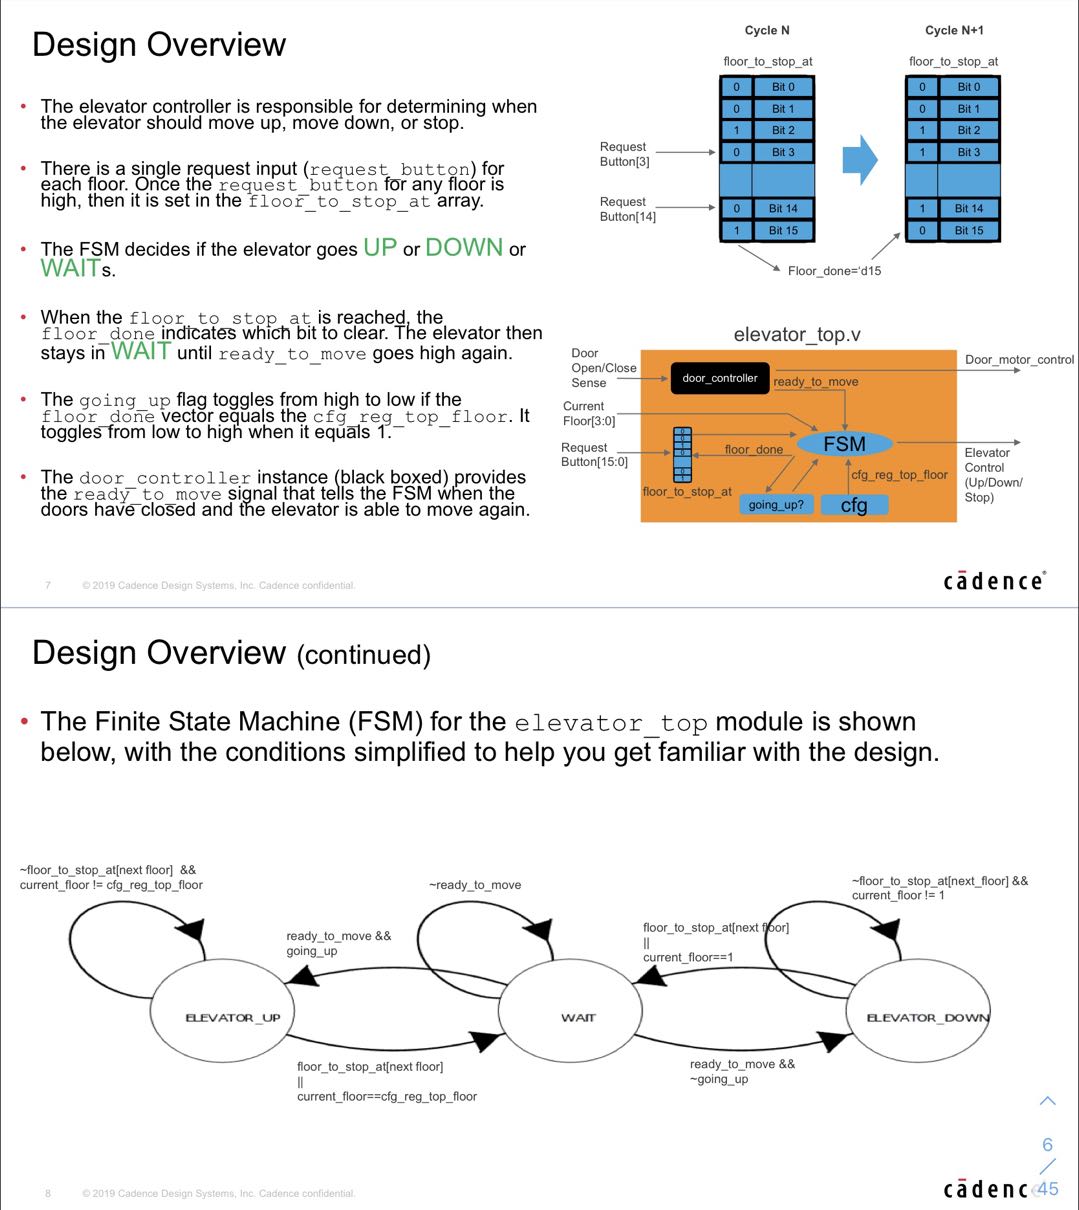 Design Overview
• The elevator controller is responsible for determining when
the elevator should move up, move down, or stop.
• There is a single request input (request_button) for
each floor. Once the request_button for any floor is
high, then it is set in the floor_to_stop_at array.
• The FSM decides if the elevator goes UP or DOWN or
WAITs.
• When the floor_to_stop_at is reached, the
floor_done indicates which bit to clear. The elevator then
stays in WAIT until ready_to_move goes high again.
• The going_up flag toggles from high to low if the
floor_done vector equals the cfg_reg_top_floor. It
toggles from low to high when it equals 1.
• The door_controller instance (black boxed) provides
the ready_to_move signal that tells the FSM when the
doors have closed and the elevator is able to move again.
Cycle N
floor_to_stop_at
0 Bit 0
0 Bit 1
1 Bit 2
0 Bit 3
0 Bit 14
1 Bit 15
Request
Button[3]
Request
Button[14]
Cycle N+1
floor_to_stop_at
0 Bit 0
0 Bit 1
1 Bit 2
1 Bit 3
1 Bit 14
0 Bit 15
Floor_done='d15
elevator_top.v
Door
Open/Close
Sense
door_controller
Door_motor_control
ready_to_move
Current
Floor[3:0]
Request
Button[15:0]
FSM
floor_done
floor_to_stop_at
cfg_reg_top_floor
going_up?
cfg
Elevator
Control
(Up/Down/
Stop)
7 © 2019 Cadence Design Systems, Inc. Cadence confidential.
cādence®
Design Overview (continued)
• The Finite State Machine (FSM) for the elevator_top module is shown
below, with the conditions simplified to help you get familiar with the design.
~floor_to_stop_at[next floor] &&
current_floor != cfg_reg_top_floor
~ready_to_move
~floor_to_stop_at[next_floor] &&
current_floor != 1
ready_to_move &&
going_up
floor_to_stop_at[next floor]
||
current_floor==1
ELEVATOR_UP
WAIT
ELEVATOR_DOWN
floor_to_stop_at[next floor]
||
current_floor==cfg_reg_top_floor
ready_to_move &&
~going_up
6
/
45
8 © 2019 Cadence Design Systems, Inc. Cadence confidential.
cādenc